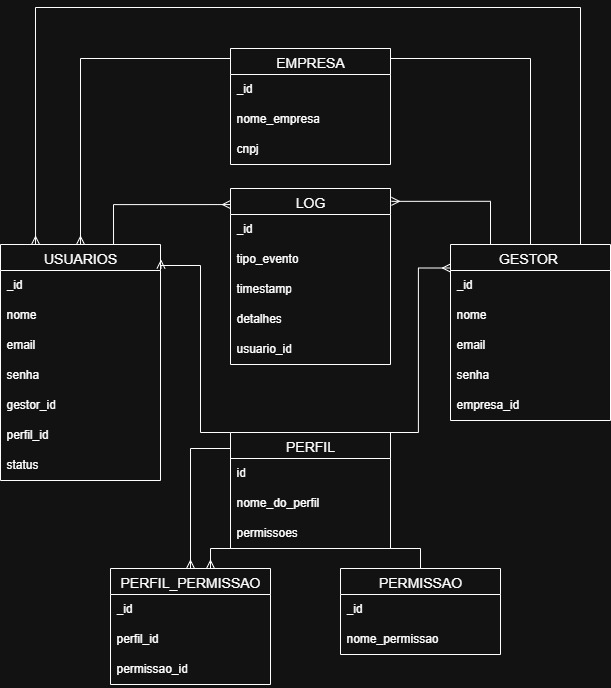 EMPRESA
_id
nome_empresa
cnpj
LOG
_id
tipo_evento
timestamp
detalhes
usuario_id
USUARIOS
_id
nome
email
senha
gestor_id
perfil_id
status
GESTOR
_id
nome
email
senha
empresa_id
PERFIL
id
nome_do_perfil
permissoes
PERFIL_PERMISSAO
_id
perfil_id
permissao_id
PERMISSAO
_id
nome_permissao